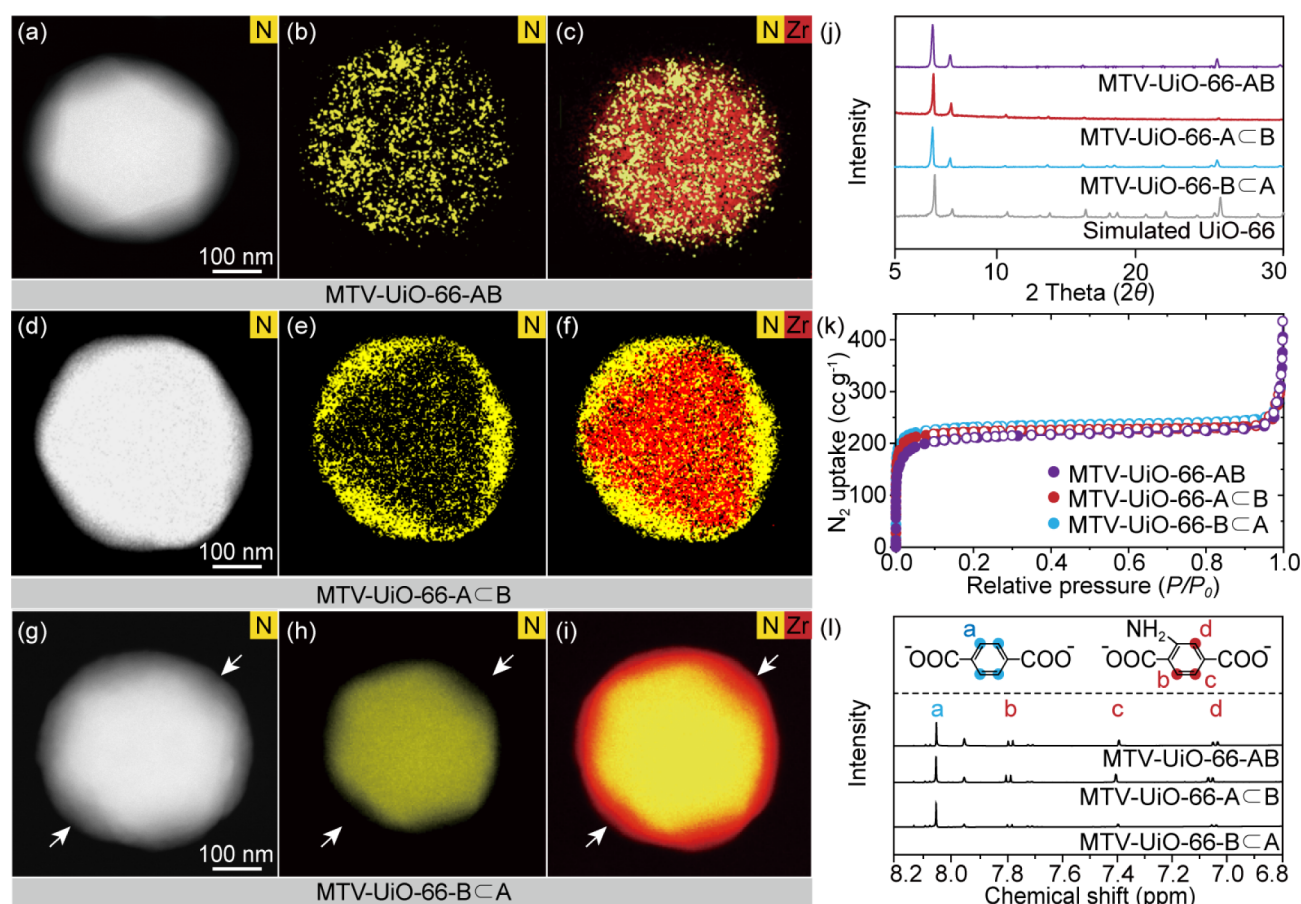 (a)
N
(b)
N
(c)
N Zr
100 nm
MTV-UiO-66-AB
(d)
N
(e)
N
(f)
N Zr
100 nm
MTV-UiO-66-A⊂B
(g)
N
(h)
N
(i)
N Zr
100 nm
MTV-UiO-66-B⊂A
(j)
MTV-UiO-66-AB
MTV-UiO-66-A⊂B
MTV-UiO-66-B⊂A
Simulated UiO-66
Intensity
5 10 20 30
2 Theta (2θ)
(k)
400
300
200
100
0
N₂ uptake (cc g⁻¹)
MTV-UiO-66-AB
MTV-UiO-66-A⊂B
MTV-UiO-66-B⊂A
0.0 0.2 0.4 0.6 0.8 1.0
Relative pressure (P/P₀)
(l)
a
⁻OOC COO⁻
NH₂ d
⁻OOC COO⁻
b c
a b c d
MTV-UiO-66-AB
MTV-UiO-66-A⊂B
MTV-UiO-66-B⊂A
Intensity
8.2 8.0 7.8 7.6 7.4 7.2 7.0 6.8
Chemical shift (ppm)